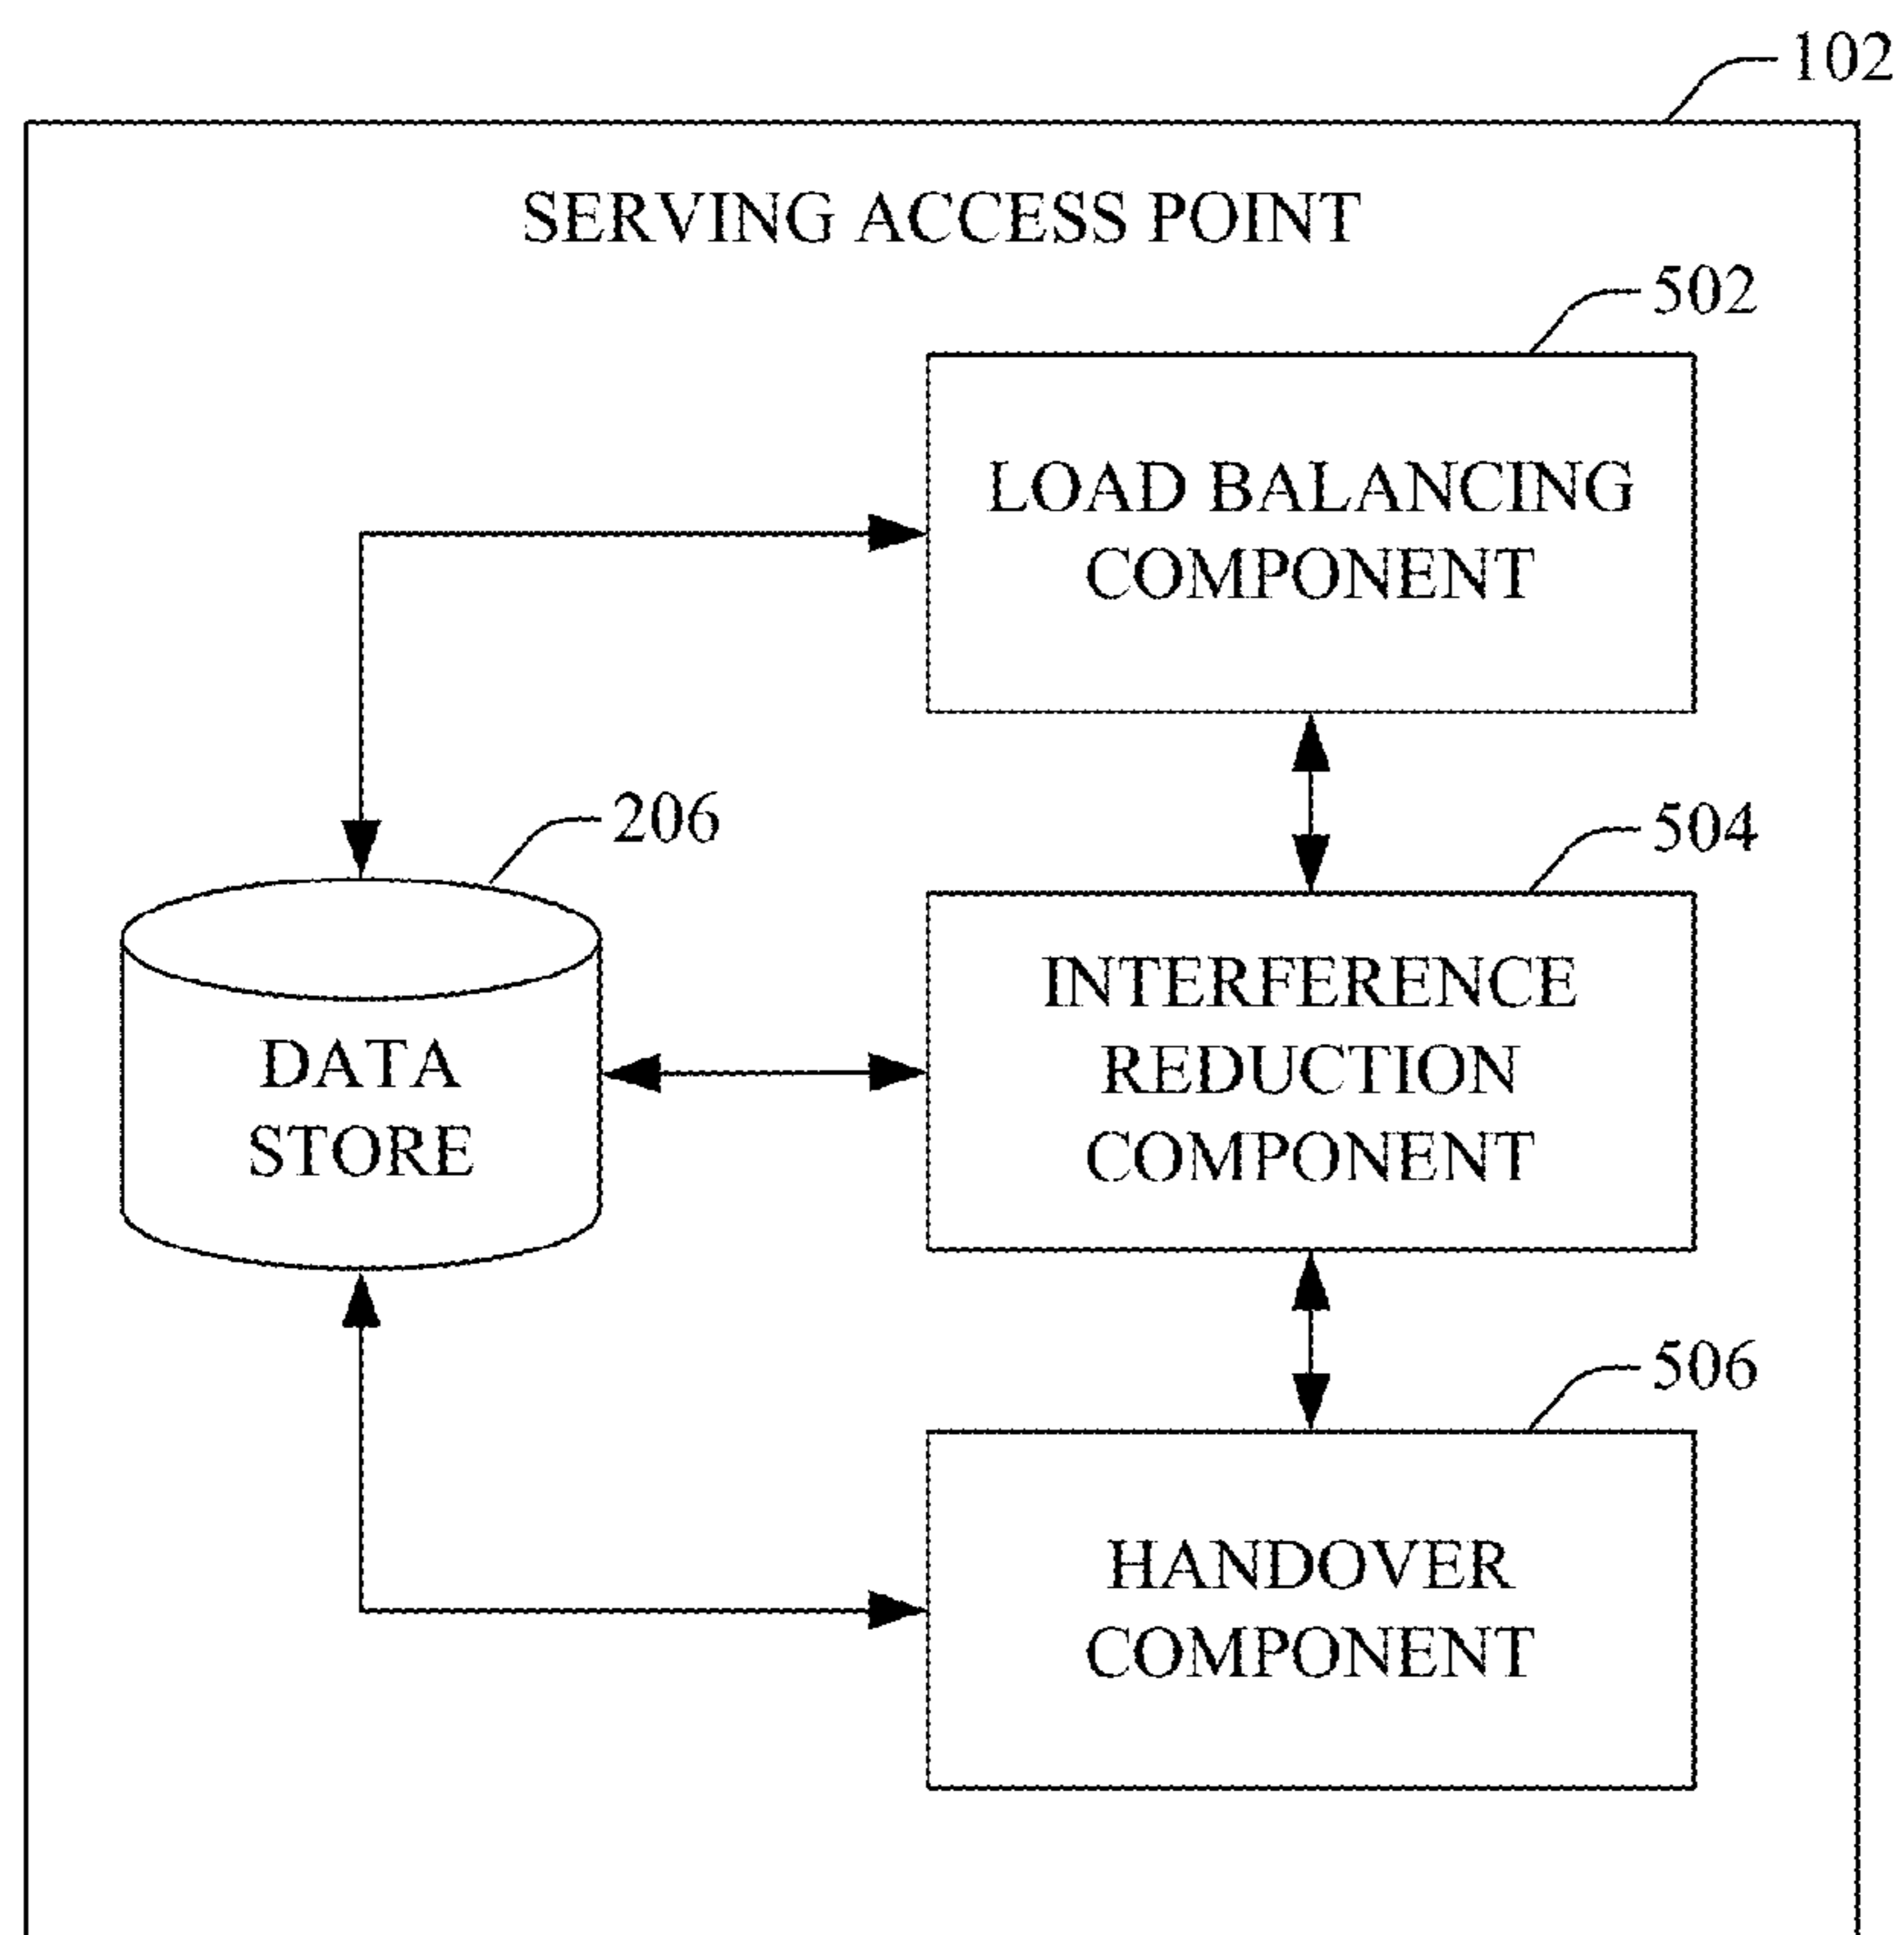 102
SERVING ACCESS POINT
502
LOAD BALANCING
COMPONENT
206
504
DATA
STORE
INTERFERENCE
REDUCTION
COMPONENT
506
HANDOVER
COMPONENT